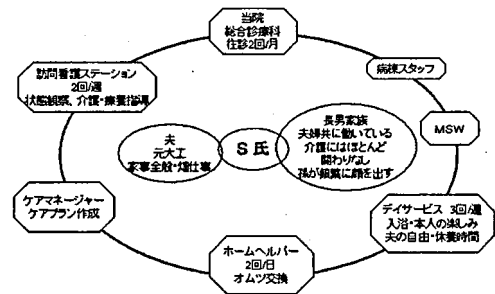 当院
総合診療科
往診2回/月
訪問看護ステーション
2回/週
状態観察、介護・療養指導
病棟スタッフ
MSW
夫
元大工
家事全般・畑仕事
S氏
長男家族
夫婦共に働いている
介護にはほとんど
関わりなし
孫が頻繁に顔を出す
ケアマネージャー
ケアプラン作成
デイサービス 3回/週
入浴・本人の楽しみ
夫の自由・休養時間
ホームヘルパー
2回/日
オムツ交換